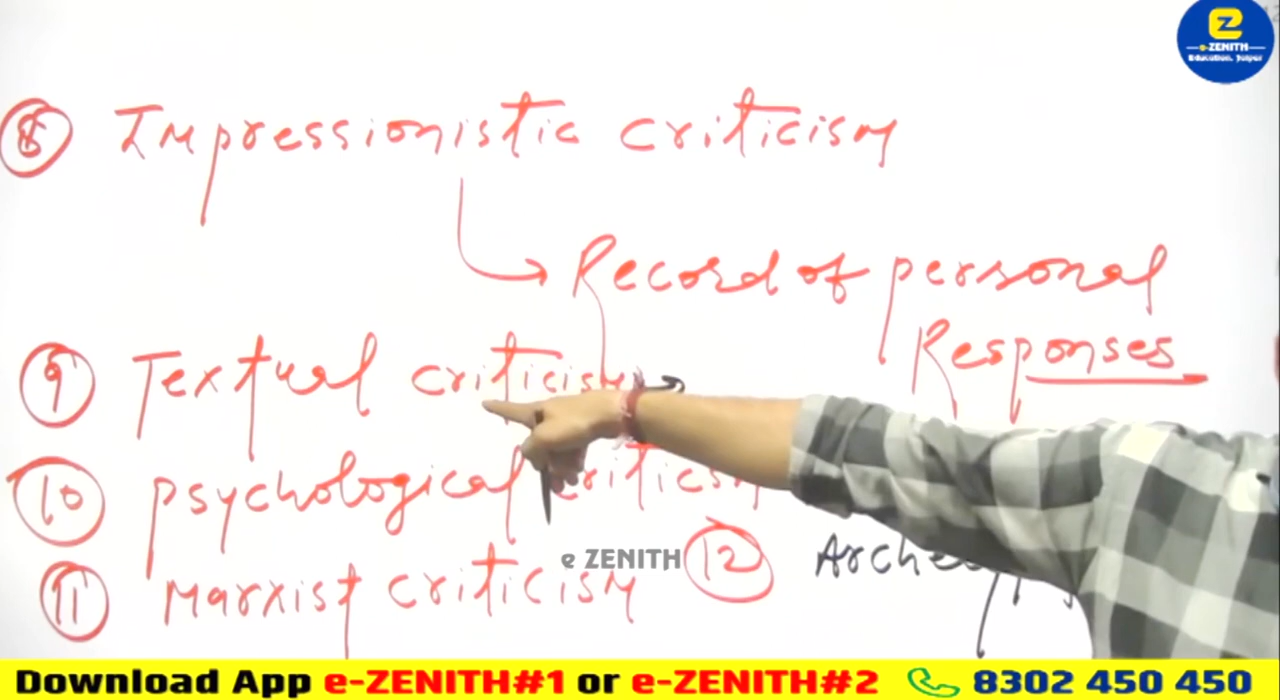 e-ZENITH
Education, Jaipur
8 Impressionistic criticism
Record of personal
Responses
9 Textual criticism
10 psychological criticism
11 Marxist criticism
12
e ZENITH
Download App e-ZENITH#1 or e-ZENITH#2 8302 450 450